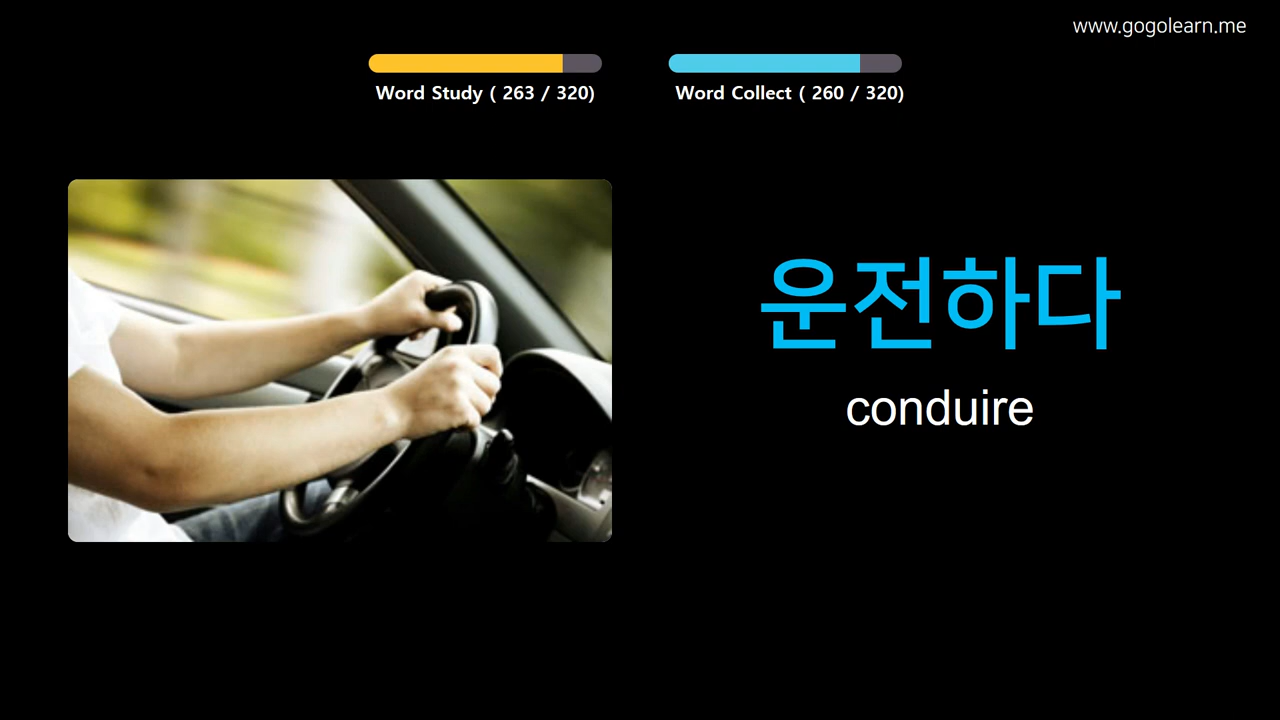 www.gogolearn.me
Word Study ( 263 / 320)
Word Collect ( 260 / 320)
운전하다
conduire